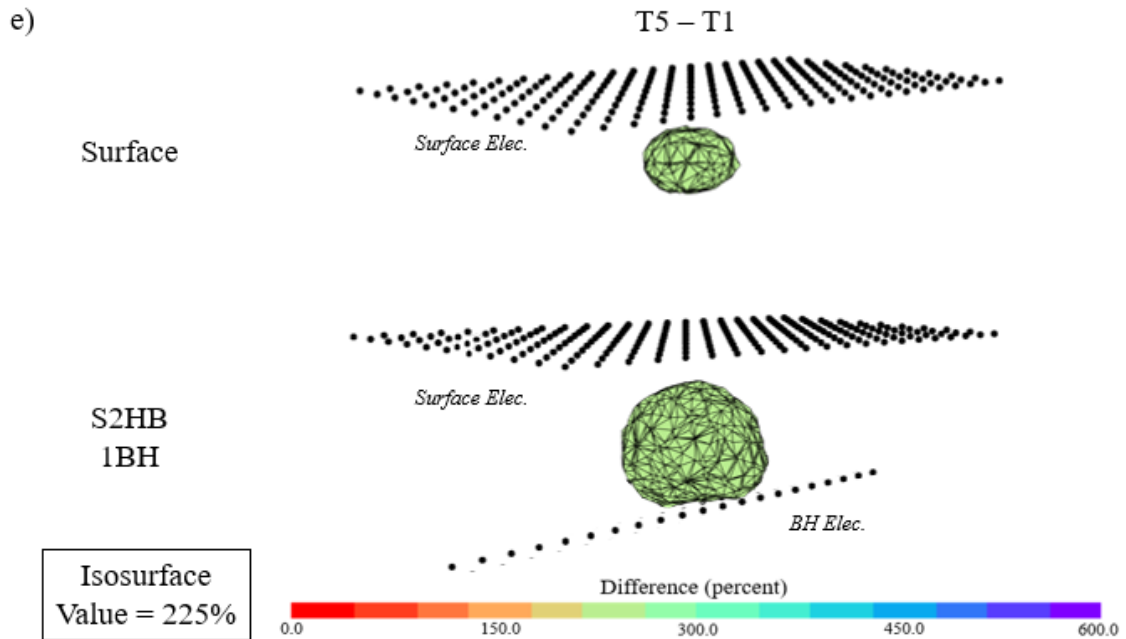 e)
T5 – T1
Surface Elec.
Surface
Surface Elec.
S2HB
1BH
BH Elec.
Isosurface
Value = 225%
Difference (percent)
0.0 150.0 300.0 450.0 600.0